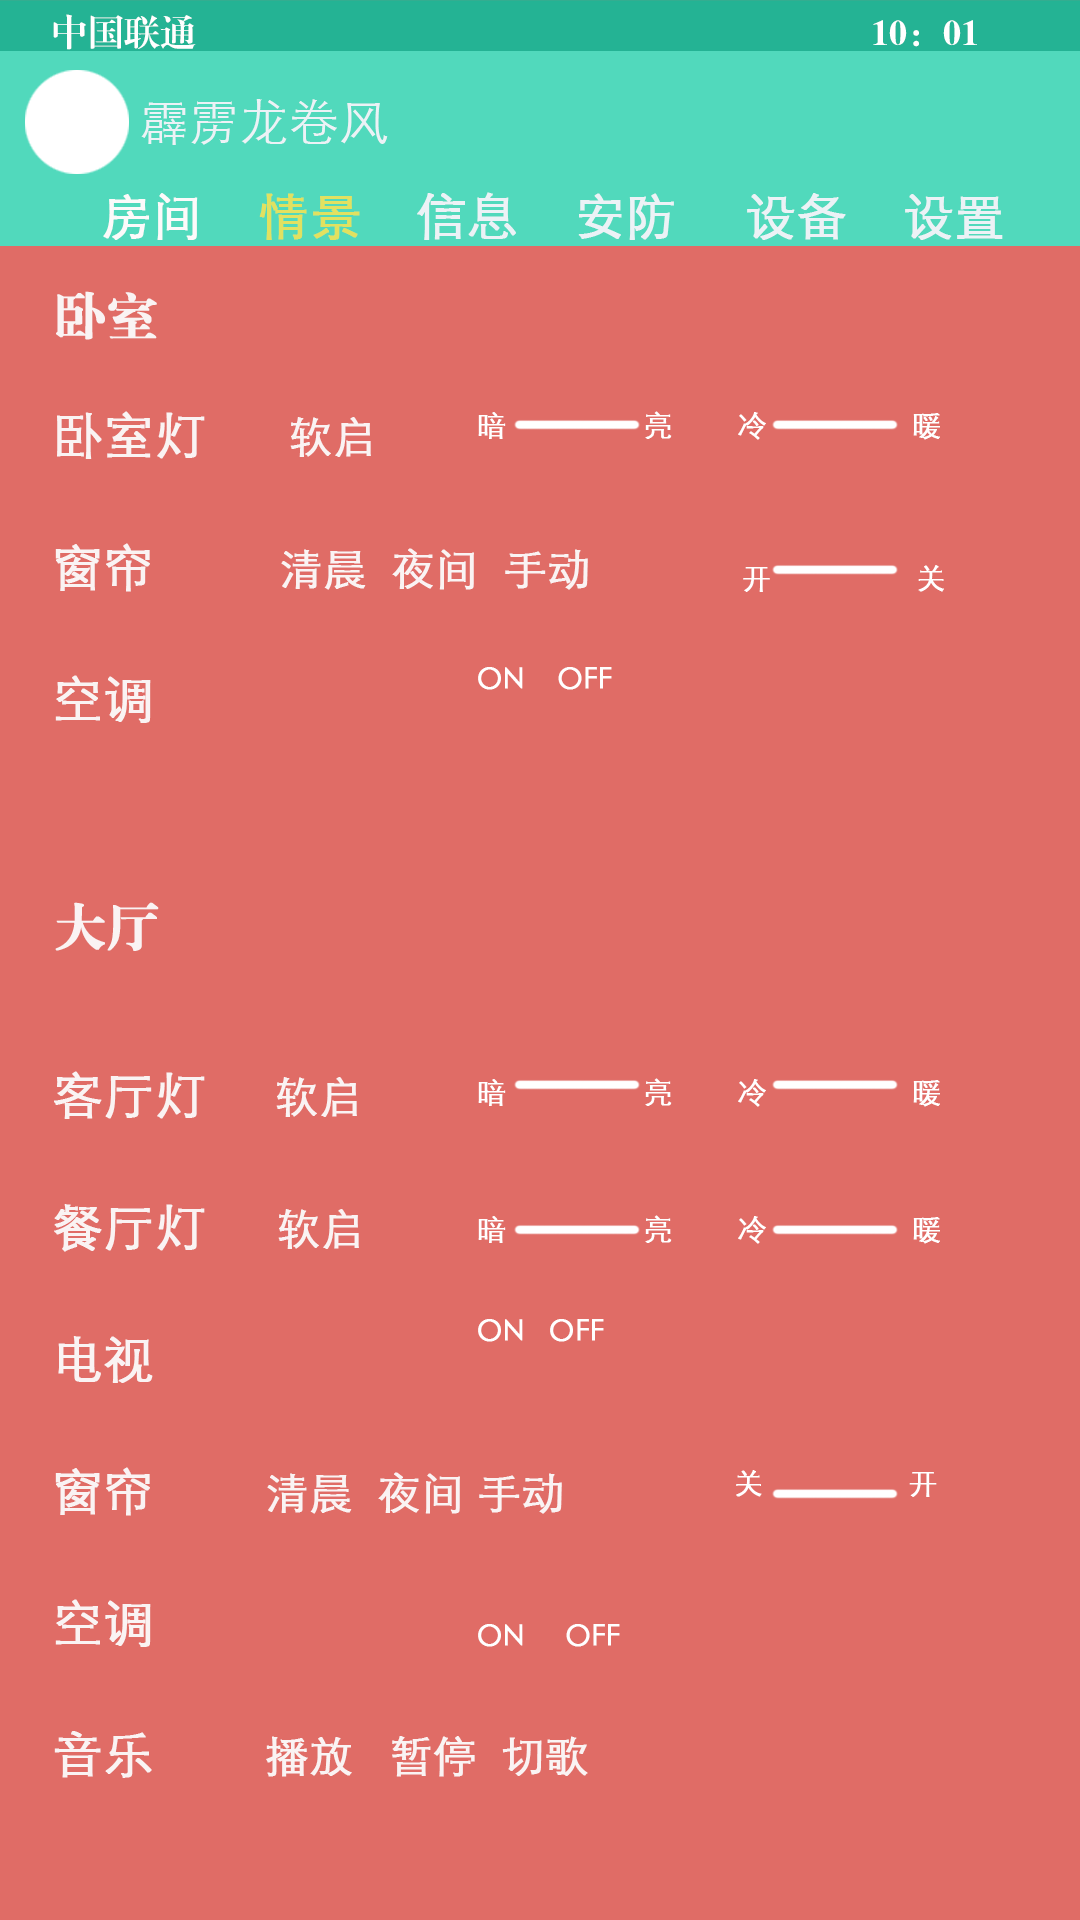 中国联通 10：01
霹雳龙卷风
房间 情景 信息 安防 设备 设置
卧室
卧室灯 软启 暗 亮 冷 暖
窗帘 清晨 夜间 手动 开 关
空调 ON OFF
大厅
客厅灯 软启 暗 亮 冷 暖
餐厅灯 软启 暗 亮 冷 暖
电视 ON OFF
窗帘 清晨 夜间 手动 关 开
空调 ON OFF
音乐 播放 暂停 切歌